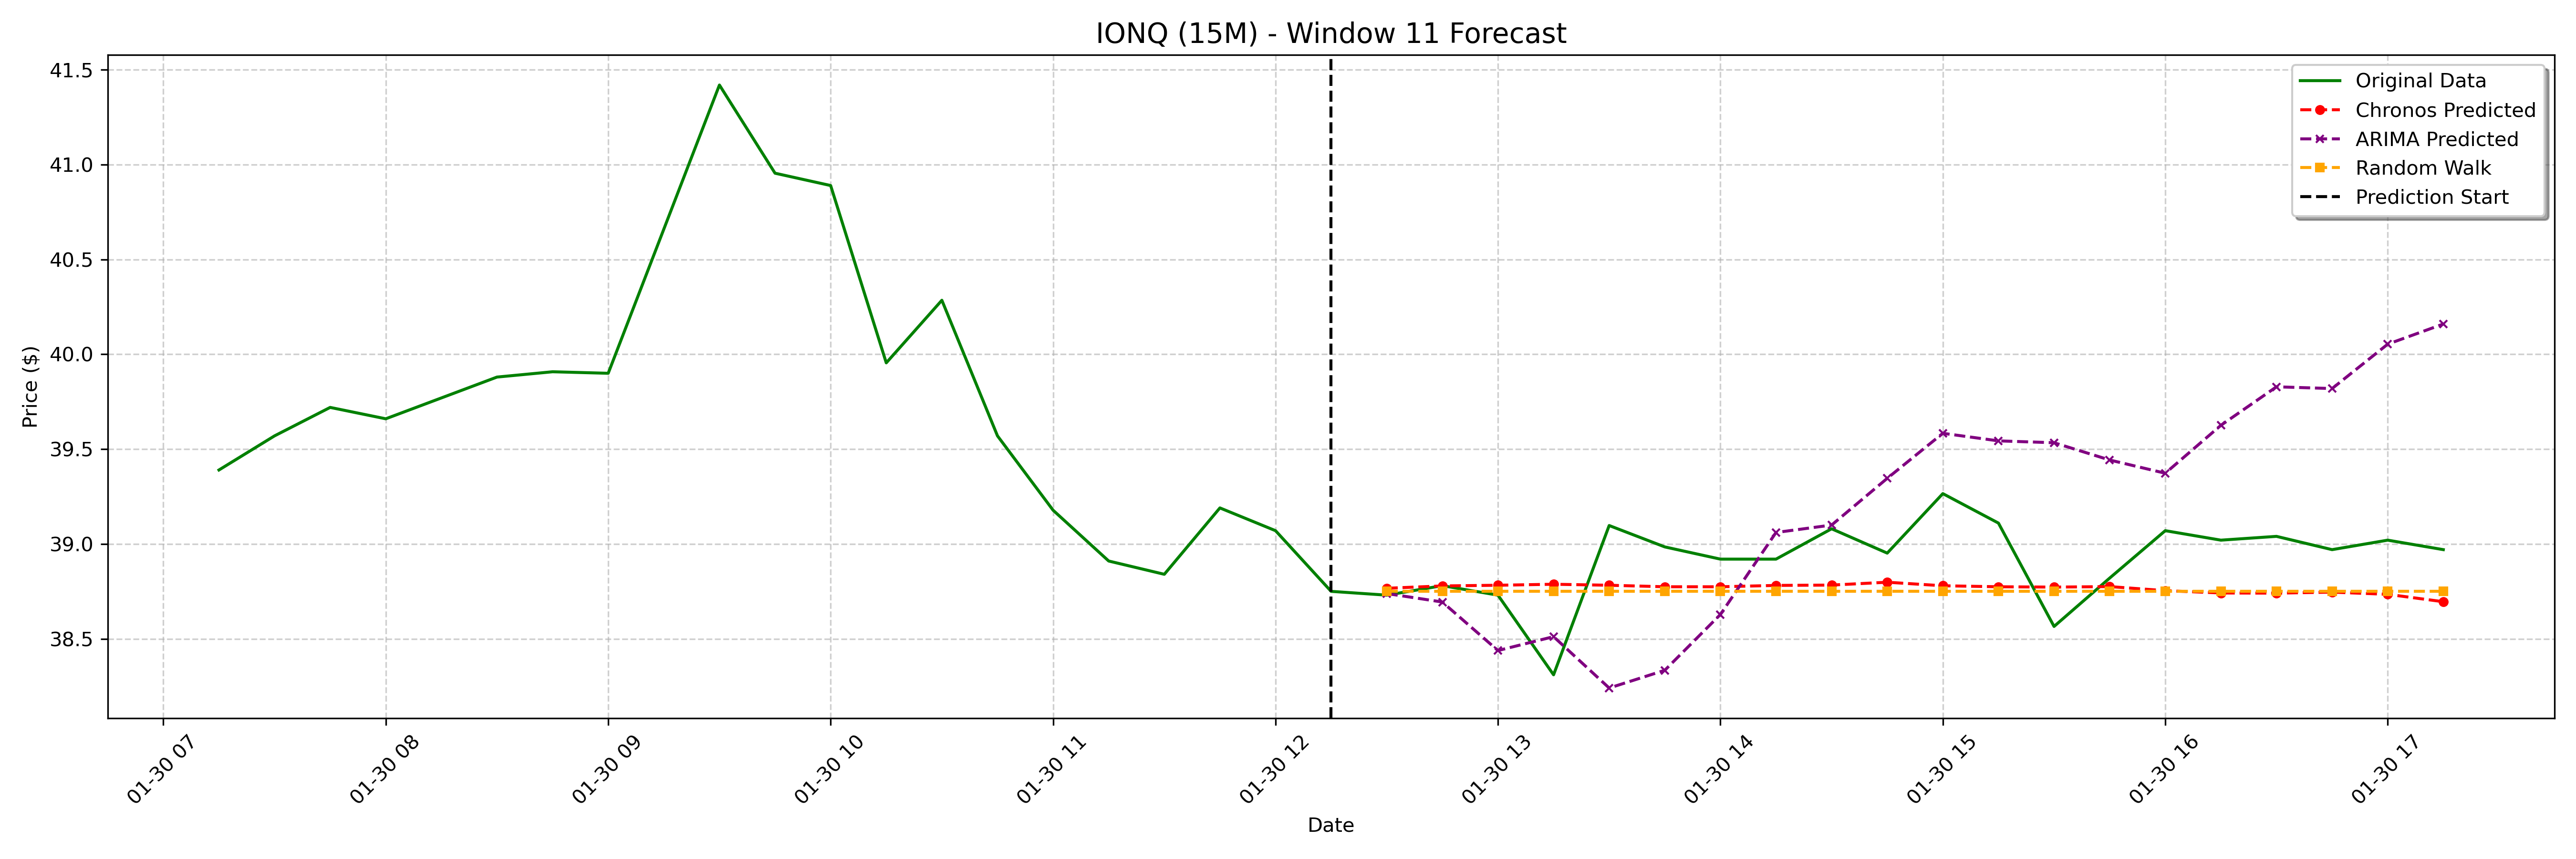 IONQ (15M) - Window 11 Forecast
Price ($)
41.5
41.0
40.5
40.0
39.5
39.0
38.5
Original Data
Chronos Predicted
ARIMA Predicted
Random Walk
Prediction Start
01-30 07
01-30 08
01-30 09
01-30 10
01-30 11
01-30 12
01-30 13
01-30 14
01-30 15
01-30 16
01-30 17
Date